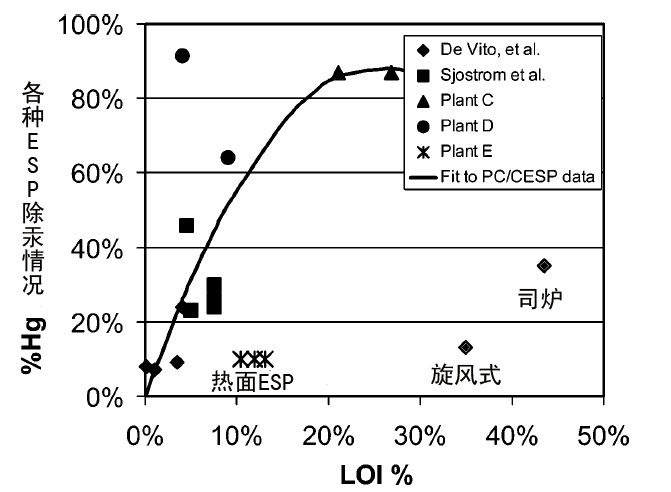 100%
80%
60%
40%
20%
0%
0%
10%
20%
30%
40%
50%
LOI %
%Hg 各种ESP除汞情况
De Vito, et al.
Sjostrom et al.
Plant C
Plant D
Plant E
Fit to PC/CESP data
司炉
旋风式
热面ESP